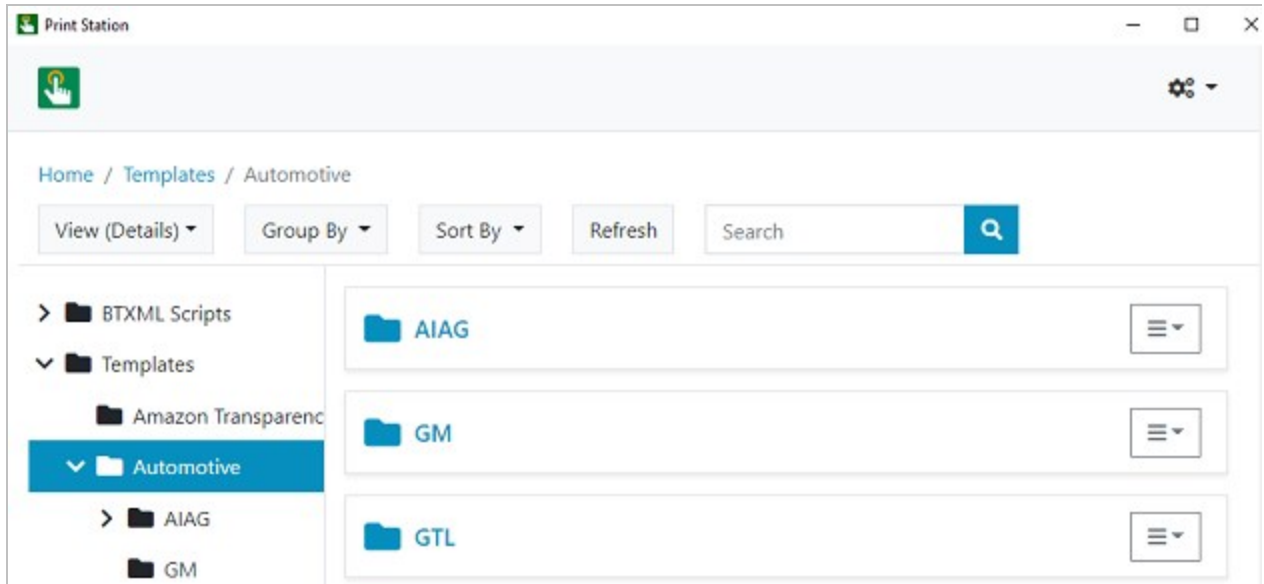 Print Station
Home / Templates / Automotive
View (Details) Group By Sort By Refresh Search
BTXML Scripts
Templates
Amazon Transparenc
Automotive
AIAG
GM
AIAG
GM
GTL